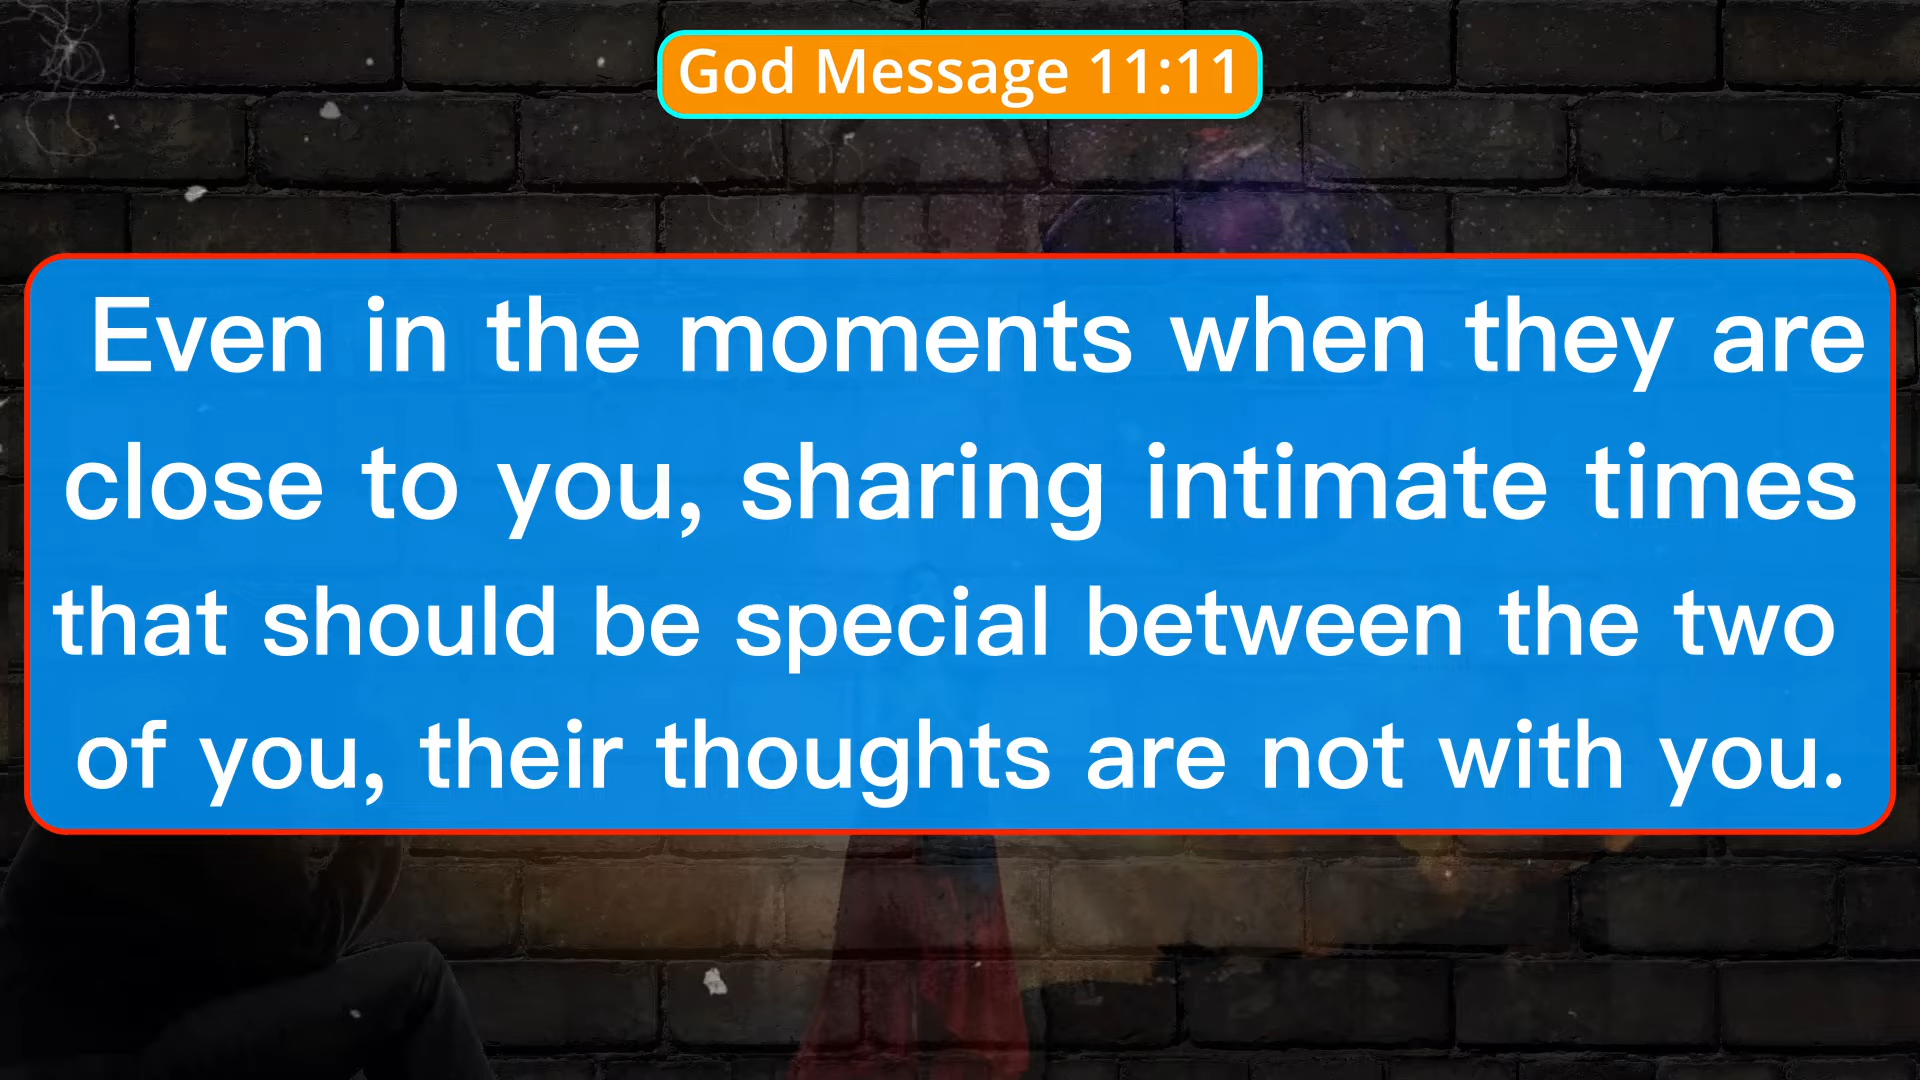 God Message 11:11
Even in the moments when they are
close to you, sharing intimate times
that should be special between the two
of you, their thoughts are not with you.